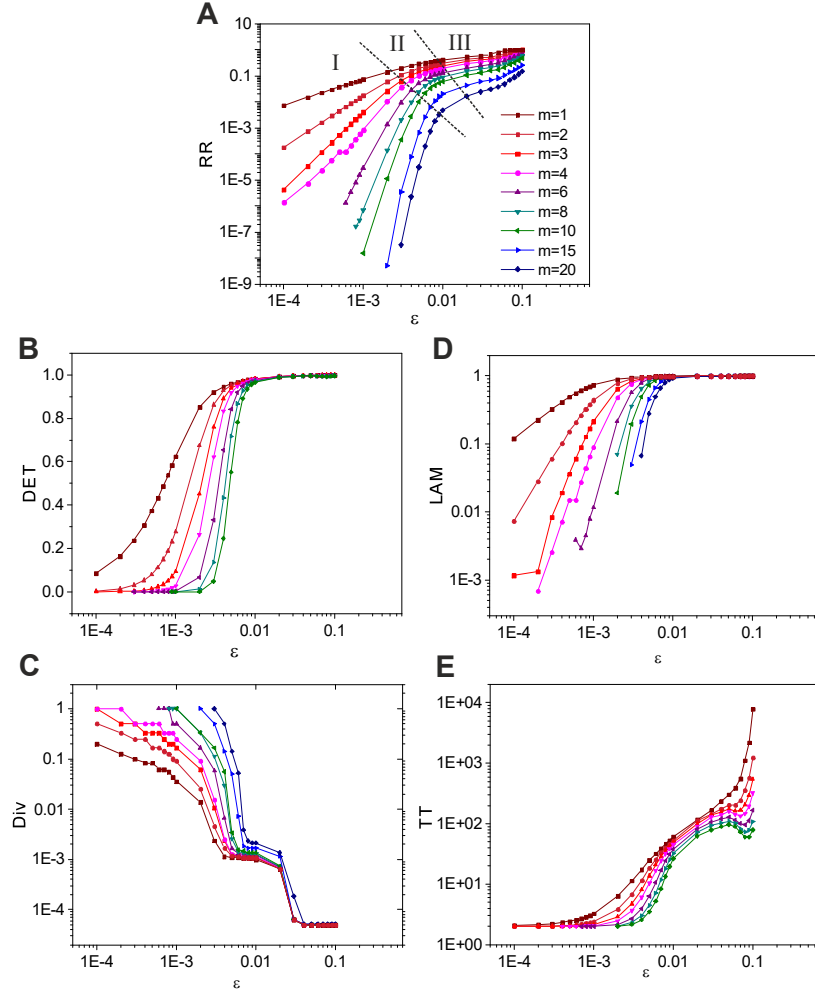 A
I
II
III
RR
10
0.1
1E-3
1E-5
1E-7
1E-9
m=1
m=2
m=3
m=4
m=6
m=8
m=10
m=15
m=20
1E-4
1E-3
0.01
0.1
ε
B
DET
1.0
0.8
0.6
0.4
0.2
0.0
1E-4
1E-3
0.01
0.1
ε
D
LAM
1
0.1
0.01
1E-3
1E-4
1E-3
0.01
0.1
ε
C
Div
1
0.1
0.01
1E-3
1E-4
1E-4
1E-3
0.01
0.1
ε
E
TT
1E+04
1E+03
1E+02
1E+01
1E+00
1E-4
1E-3
0.01
0.1
ε